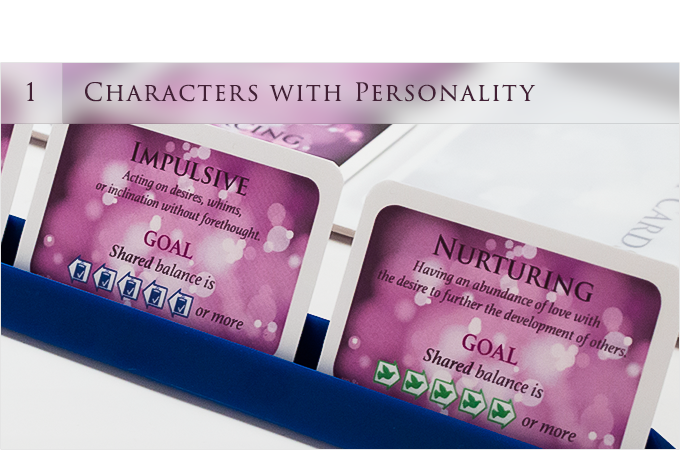 1 Characters with Personality
Impulsive
Acting on desires, whims,
or inclination without forethought.
GOAL
Shared balance is
or more
Nurturing
Having an abundance of love with
the desire to further the development of others.
GOAL
Shared balance is
or more